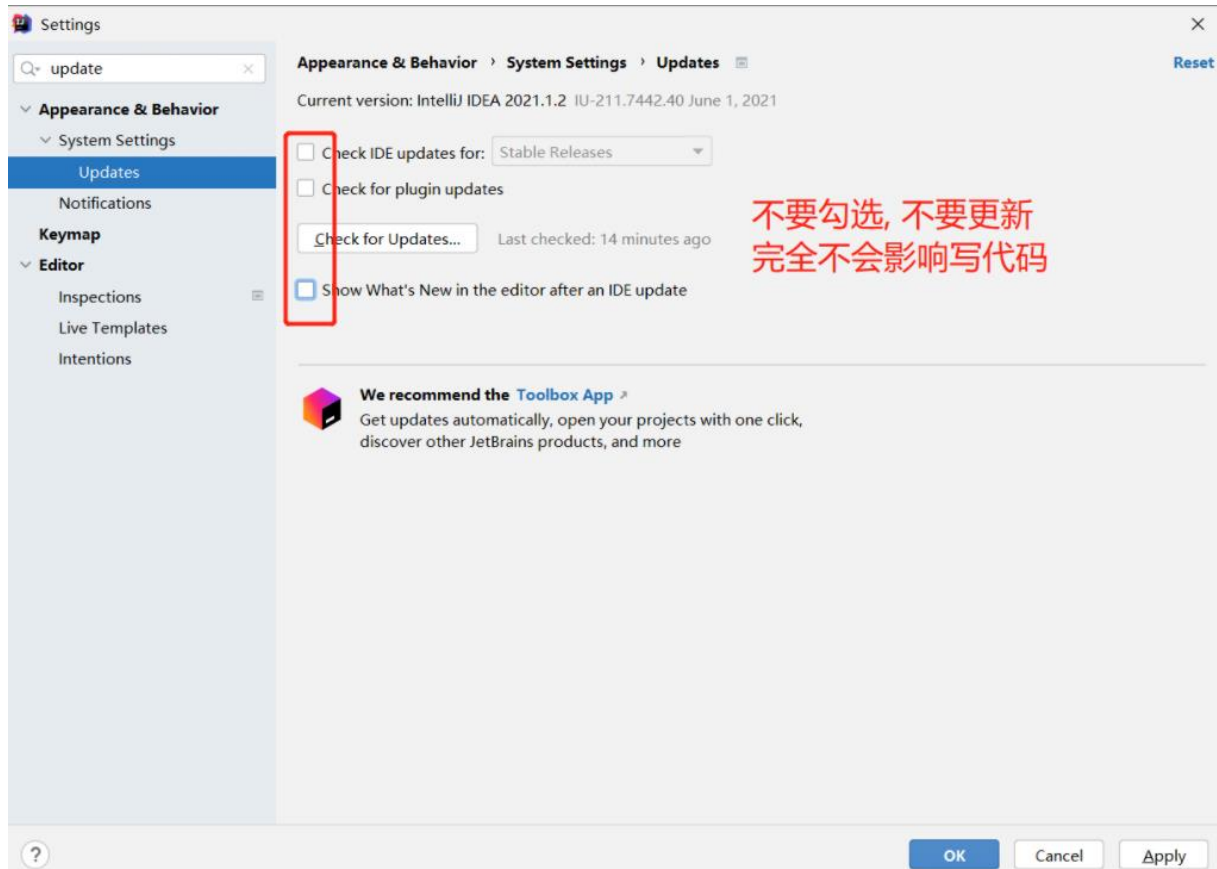 Settings
update
Appearance & Behavior
System Settings
Updates
Notifications
Keymap
Editor
Inspections
Live Templates
Intentions
Appearance & Behavior › System Settings › Updates
Reset
Current version: IntelliJ IDEA 2021.1.2 IU-211.7442.40 June 1, 2021
Check IDE updates for: Stable Releases
Check for plugin updates
Check for Updates... Last checked: 14 minutes ago
Show What's New in the editor after an IDE update
不要勾选, 不要更新
完全不会影响写代码
We recommend the Toolbox App ↗
Get updates automatically, open your projects with one click,
discover other JetBrains products, and more
?
OK
Cancel
Apply